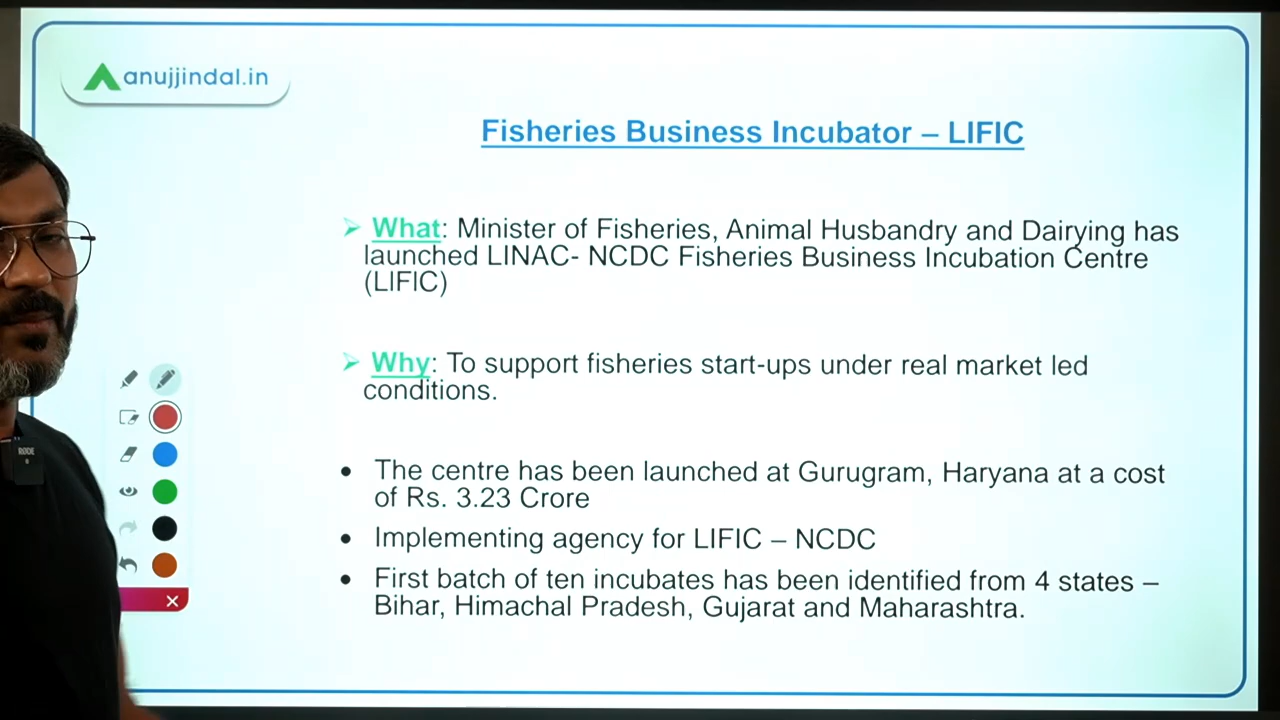 anujjindal.in
Fisheries Business Incubator – LIFIC
What: Minister of Fisheries, Animal Husbandry and Dairying has
launched LINAC- NCDC Fisheries Business Incubation Centre
(LIFIC)
Why: To support fisheries start-ups under real market led
conditions.
• The centre has been launched at Gurugram, Haryana at a cost
of Rs. 3.23 Crore
• Implementing agency for LIFIC – NCDC
• First batch of ten incubates has been identified from 4 states –
Bihar, Himachal Pradesh, Gujarat and Maharashtra.
RODE